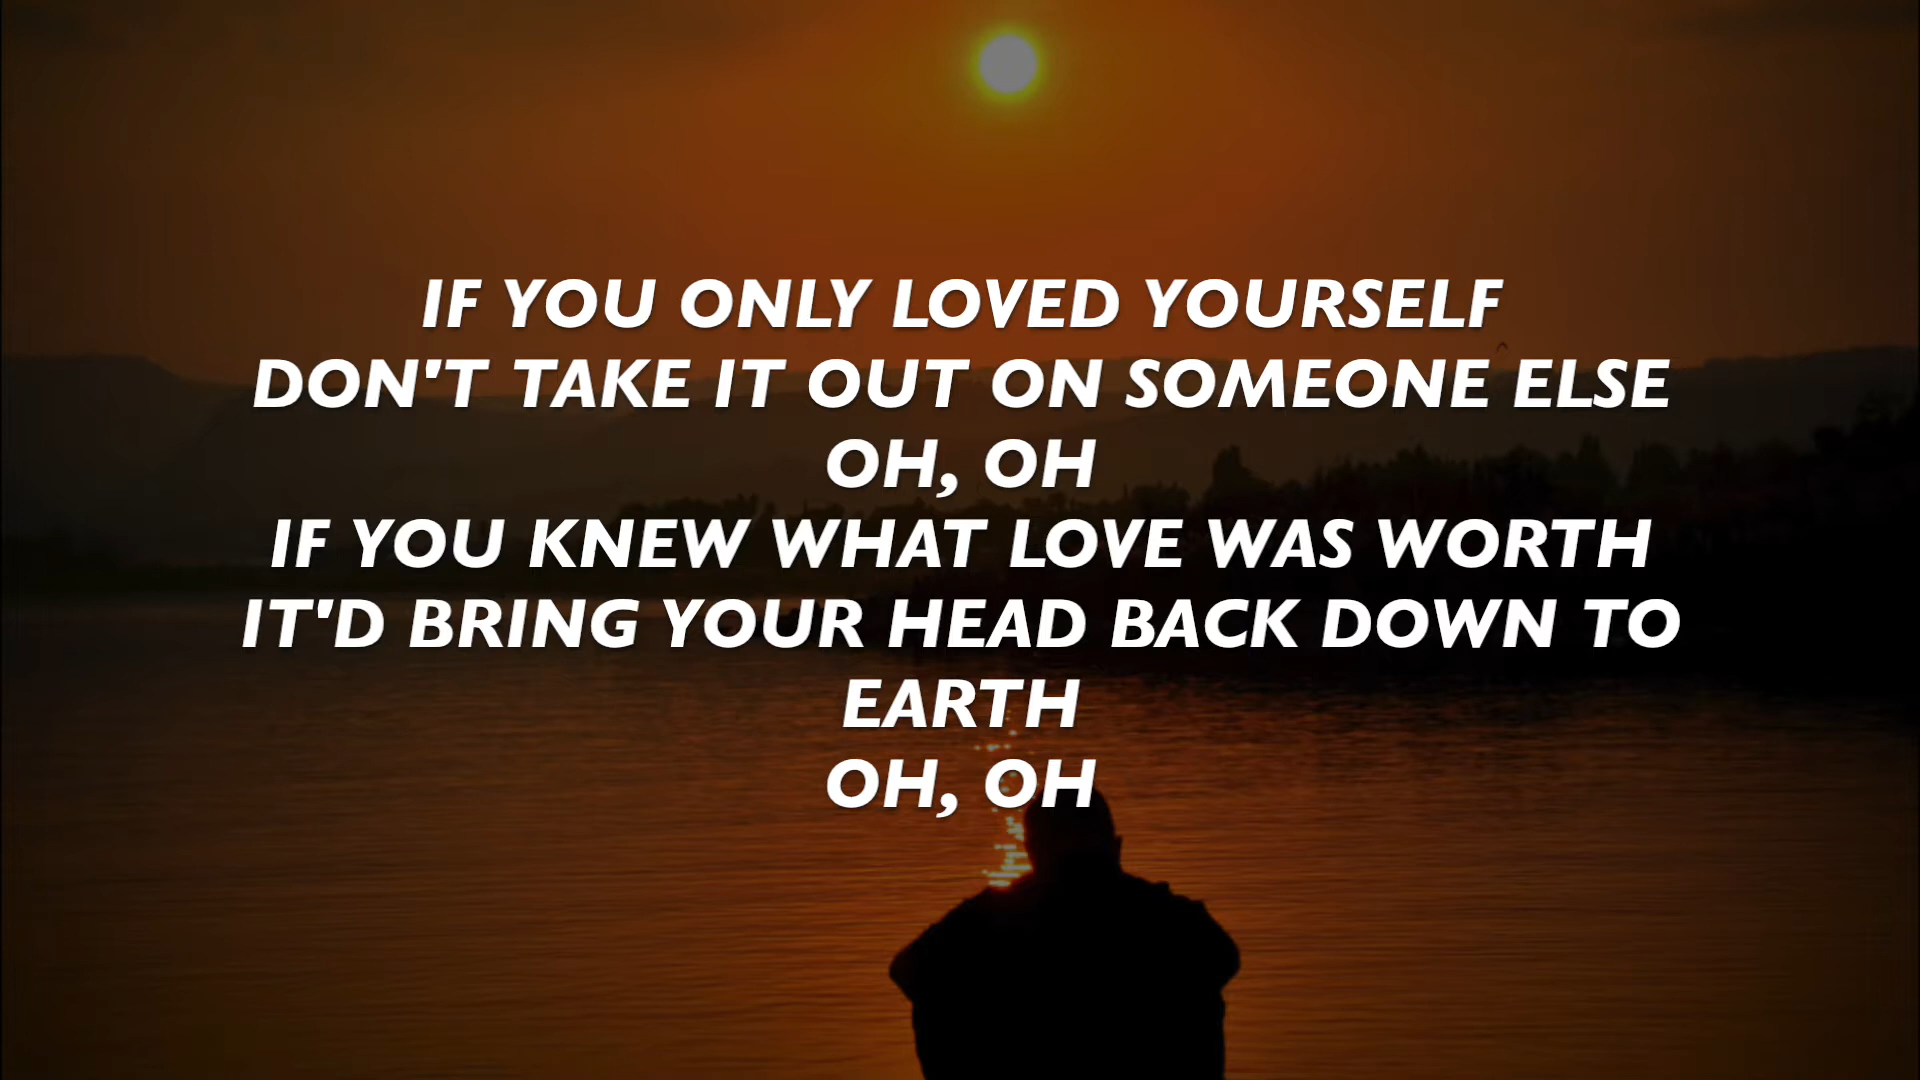 IF YOU ONLY LOVED YOURSELF
DON'T TAKE IT OUT ON SOMEONE ELSE
OH, OH
IF YOU KNEW WHAT LOVE WAS WORTH
IT'D BRING YOUR HEAD BACK DOWN TO
EARTH
OH, OH